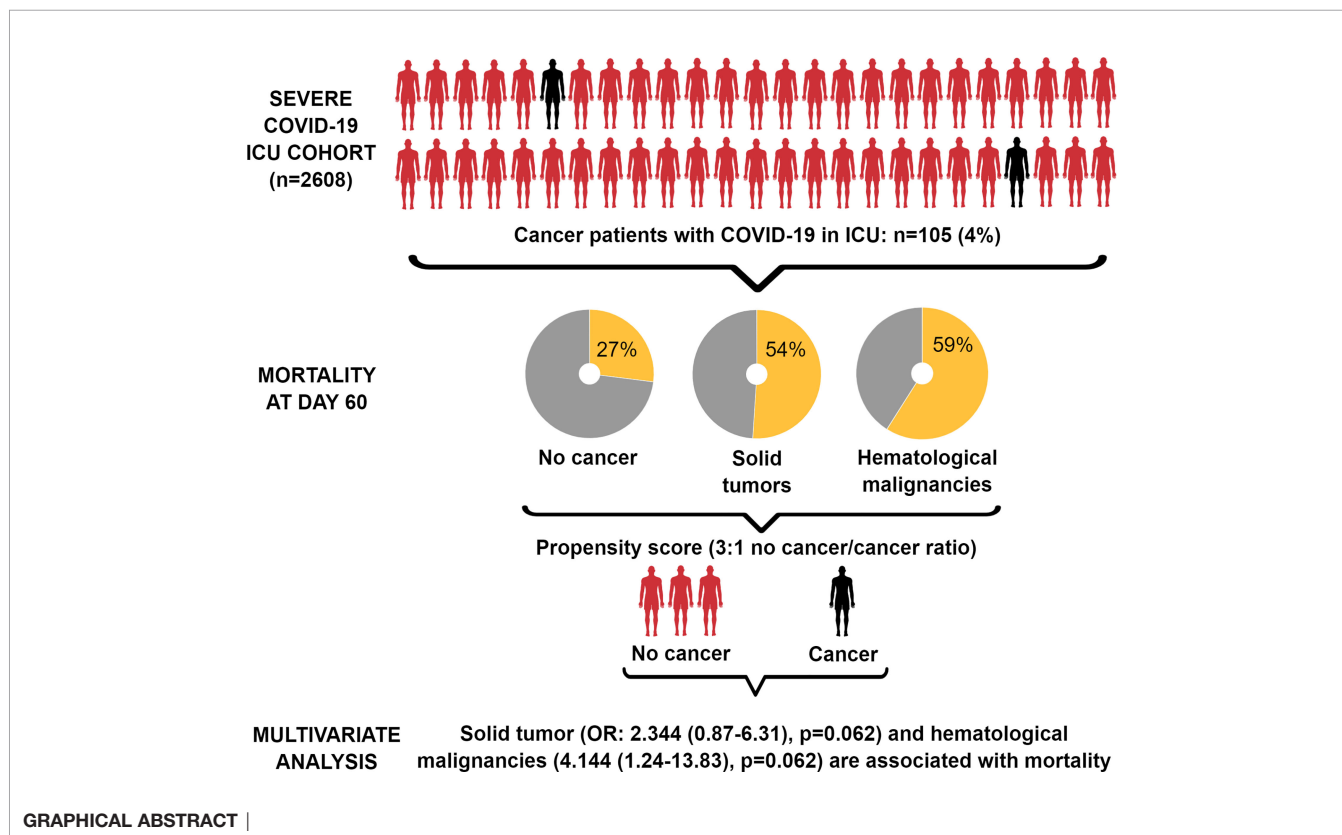 SEVERE
COVID-19
ICU COHORT
(n=2608)
Cancer patients with COVID-19 in ICU: n=105 (4%)
MORTALITY
AT DAY 60
27%
54%
59%
No cancer
Solid
tumors
Hematological
malignancies
Propensity score (3:1 no cancer/cancer ratio)
No cancer
Cancer
MULTIVARIATE
ANALYSIS
Solid tumor (OR: 2.344 (0.87-6.31), p=0.062) and hematological
malignancies (4.144 (1.24-13.83), p=0.062) are associated with mortality
GRAPHICAL ABSTRACT |